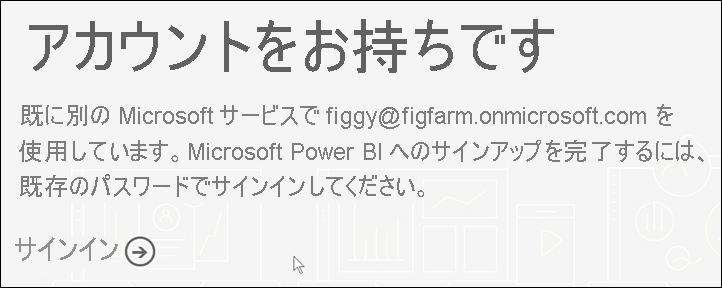 アカウントをお持ちです
既に別の Microsoft サービスで figgy@figfarm.onmicrosoft.com を
使用しています。Microsoft Power BI へのサインアップを完了するには、
既存のパスワードでサインインしてください。
サインイン